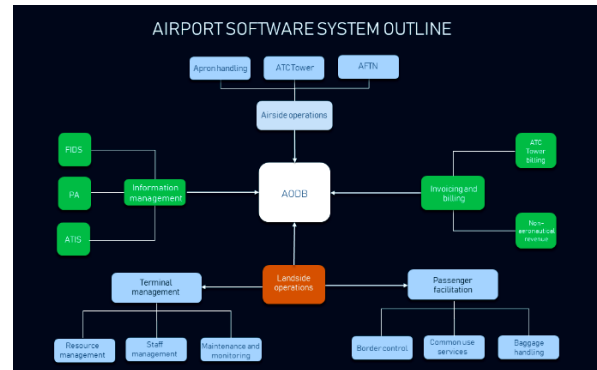 AIRPORT SOFTWARE SYSTEM OUTLINE
Apron handling
ATC Tower
AFTN
Airside operations
FIDS
PA
ATIS
Information
management
AODB
Invoicing and
billing
ATC
Tower
billing
Non-
aeronautical
revenue
Landside
operations
Terminal
management
Resource
management
Staff
management
Maintenance and
monitoring
Passenger
facilitation
Border control
Common use
services
Baggage
handling